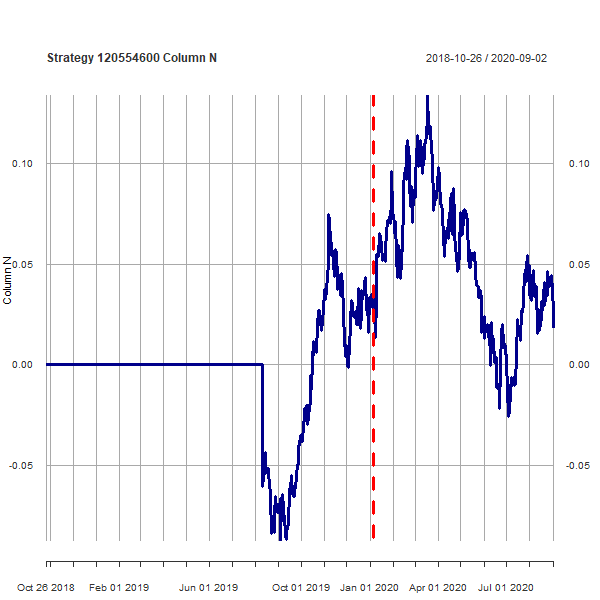 Strategy 120554600 Column N
2018-10-26 / 2020-09-02
Column N
0.10
0.05
0.00
-0.05
0.10
0.05
0.00
-0.05
Oct 26 2018
Feb 01 2019
Jun 01 2019
Oct 01 2019
Jan 01 2020
Apr 01 2020
Jul 01 2020